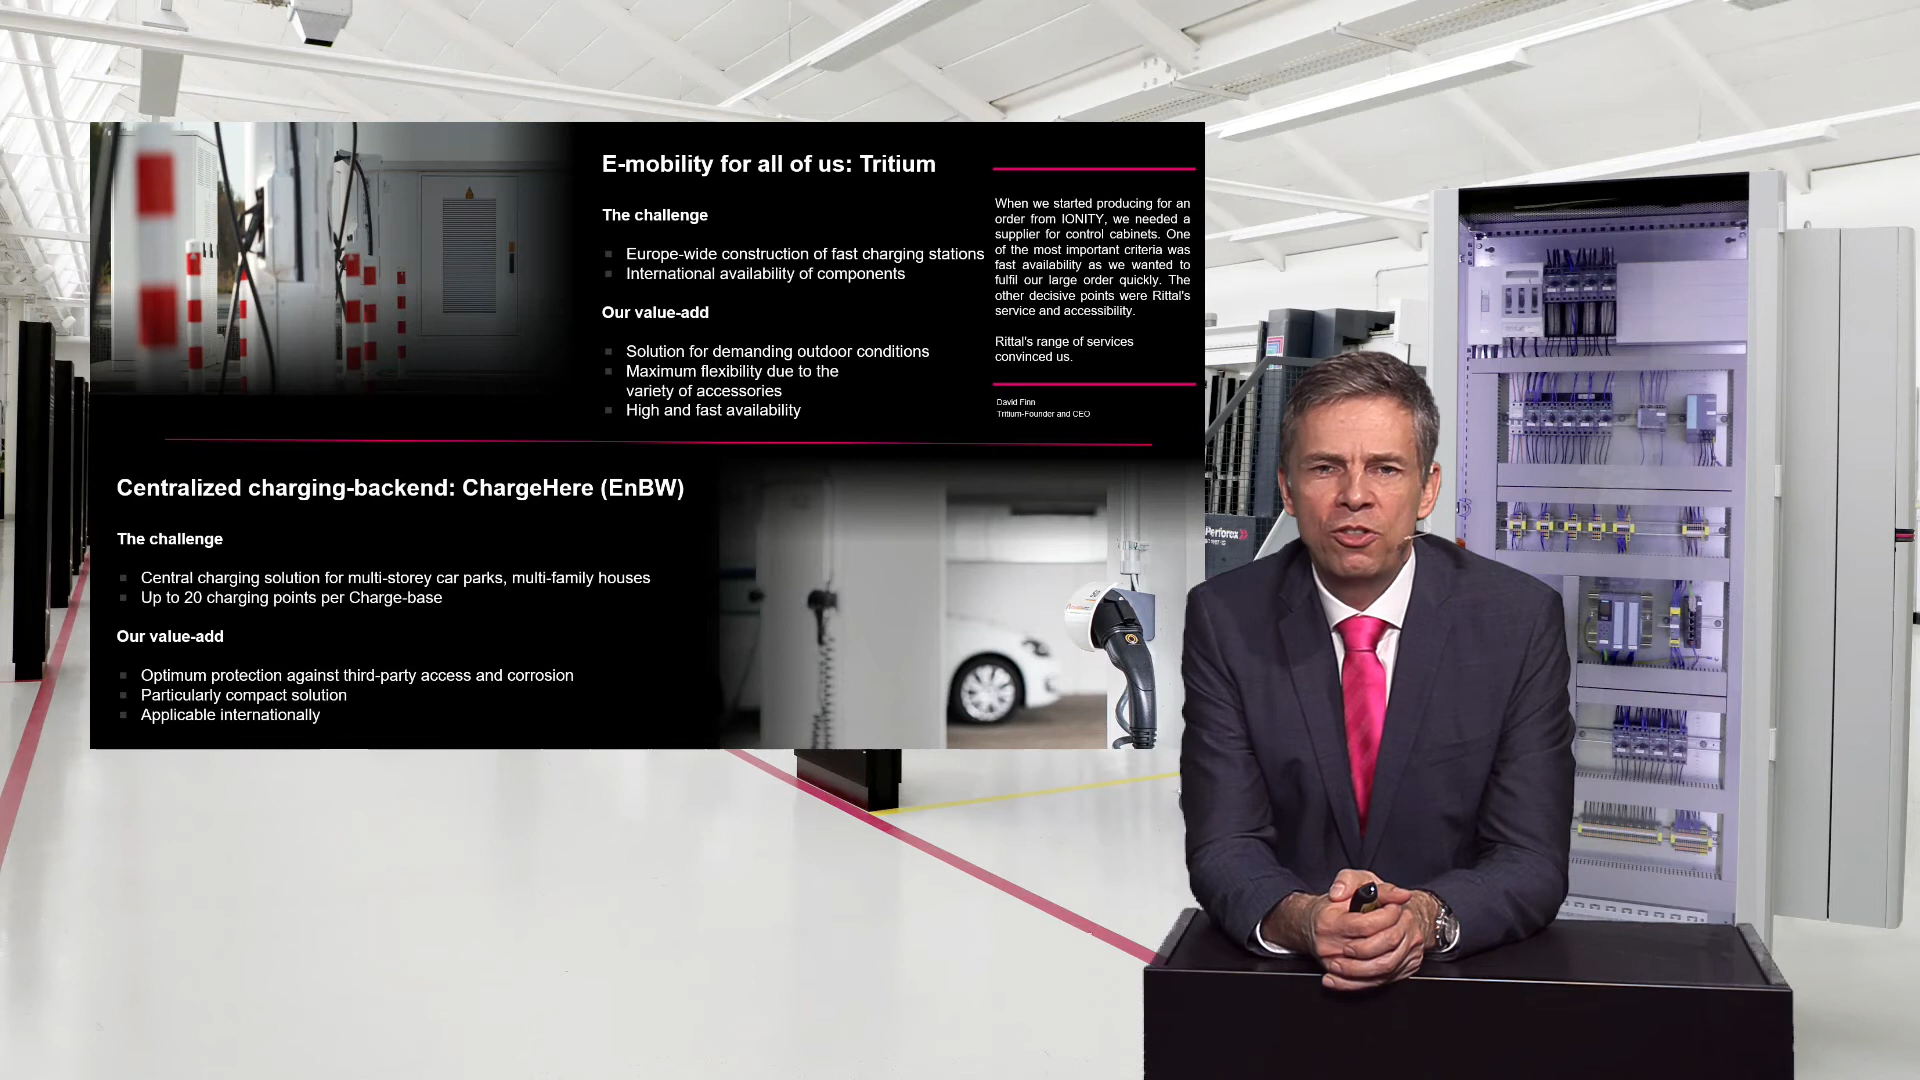 E-mobility for all of us: Tritium
The challenge
Europe-wide construction of fast charging stations
International availability of components
Our value-add
Solution for demanding outdoor conditions
Maximum flexibility due to the
variety of accessories
High and fast availability
When we started producing for an
order from IONITY, we needed a
supplier for control cabinets. One
of the most important criteria was
fast availability as we wanted to
fulfil our large order quickly. The
other decisive points were Rittal's
service and accessibility.
Rittal's range of services
convinced us.
David Finn
Tritium-Founder and CEO
Centralized charging-backend: ChargeHere (EnBW)
The challenge
Central charging solution for multi-storey car parks, multi-family houses
Up to 20 charging points per Charge-base
Our value-add
Optimum protection against third-party access and corrosion
Particularly compact solution
Applicable internationally
Perforex